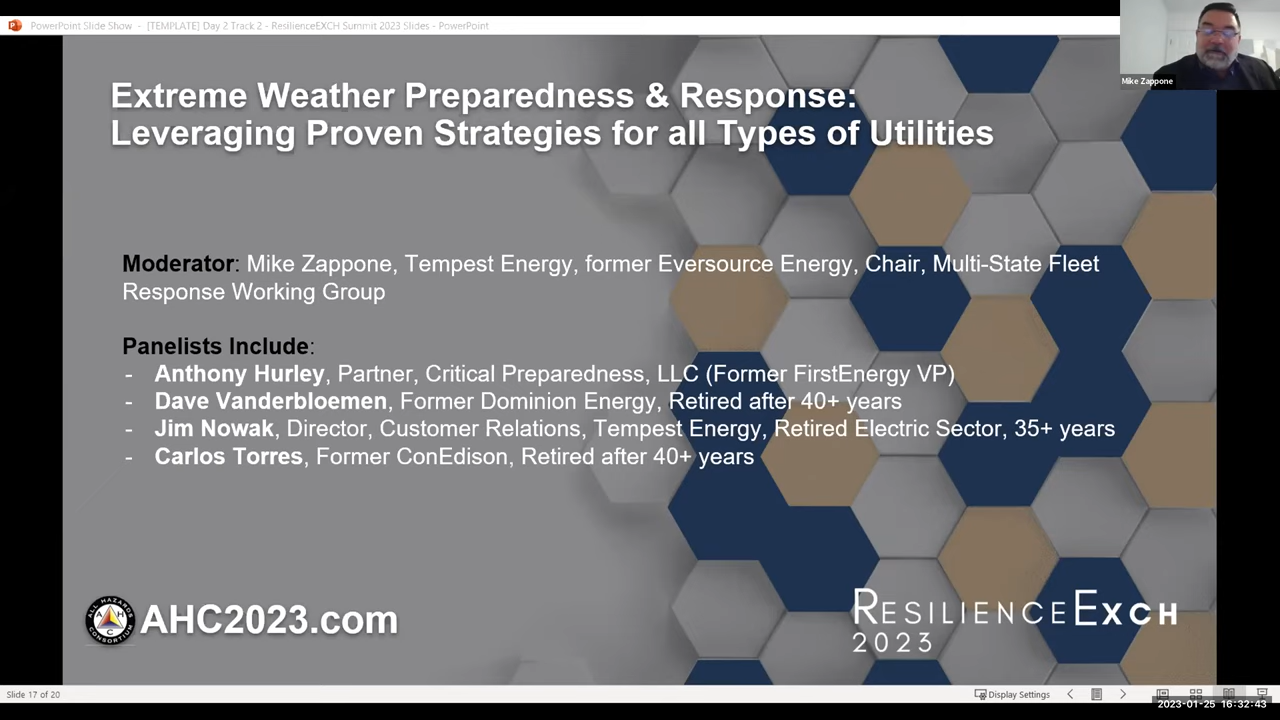 PowerPoint Slide Show - [TEMPLATE] Day 2 Track 2 - ResilienceEXCH Summit 2023 Slides - PowerPoint
Mike Zappone
Extreme Weather Preparedness & Response:
Leveraging Proven Strategies for all Types of Utilities
Moderator: Mike Zappone, Tempest Energy, former Eversource Energy, Chair, Multi-State Fleet
Response Working Group
Panelists Include:
- Anthony Hurley, Partner, Critical Preparedness, LLC (Former FirstEnergy VP)
- Dave Vanderbloemen, Former Dominion Energy, Retired after 40+ years
- Jim Nowak, Director, Customer Relations, Tempest Energy, Retired Electric Sector, 35+ years
- Carlos Torres, Former ConEdison, Retired after 40+ years
ALL HAZARDS
A H C
CONSORTIUM
AHC2023.com
RESILIENCEEXCH
2023
Slide 17 of 20
Display Settings
2023-01-25 16:32:43